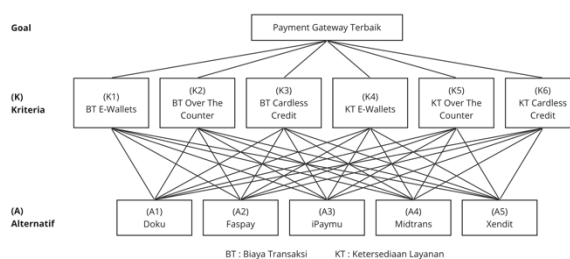 Goal
Payment Gateway Terbaik
(K)
Kriteria
(K1)
BT E-Wallets
(K2)
BT Over The
Counter
(K3)
BT Cardless
Credit
(K4)
KT E-Wallets
(K5)
KT Over The
Counter
(K6)
KT Cardless
Credit
(A)
Alternatif
(A1)
Doku
(A2)
Faspay
(A3)
iPaymu
(A4)
Midtrans
(A5)
Xendit
BT : Biaya Transaksi
KT : Ketersediaan Layanan